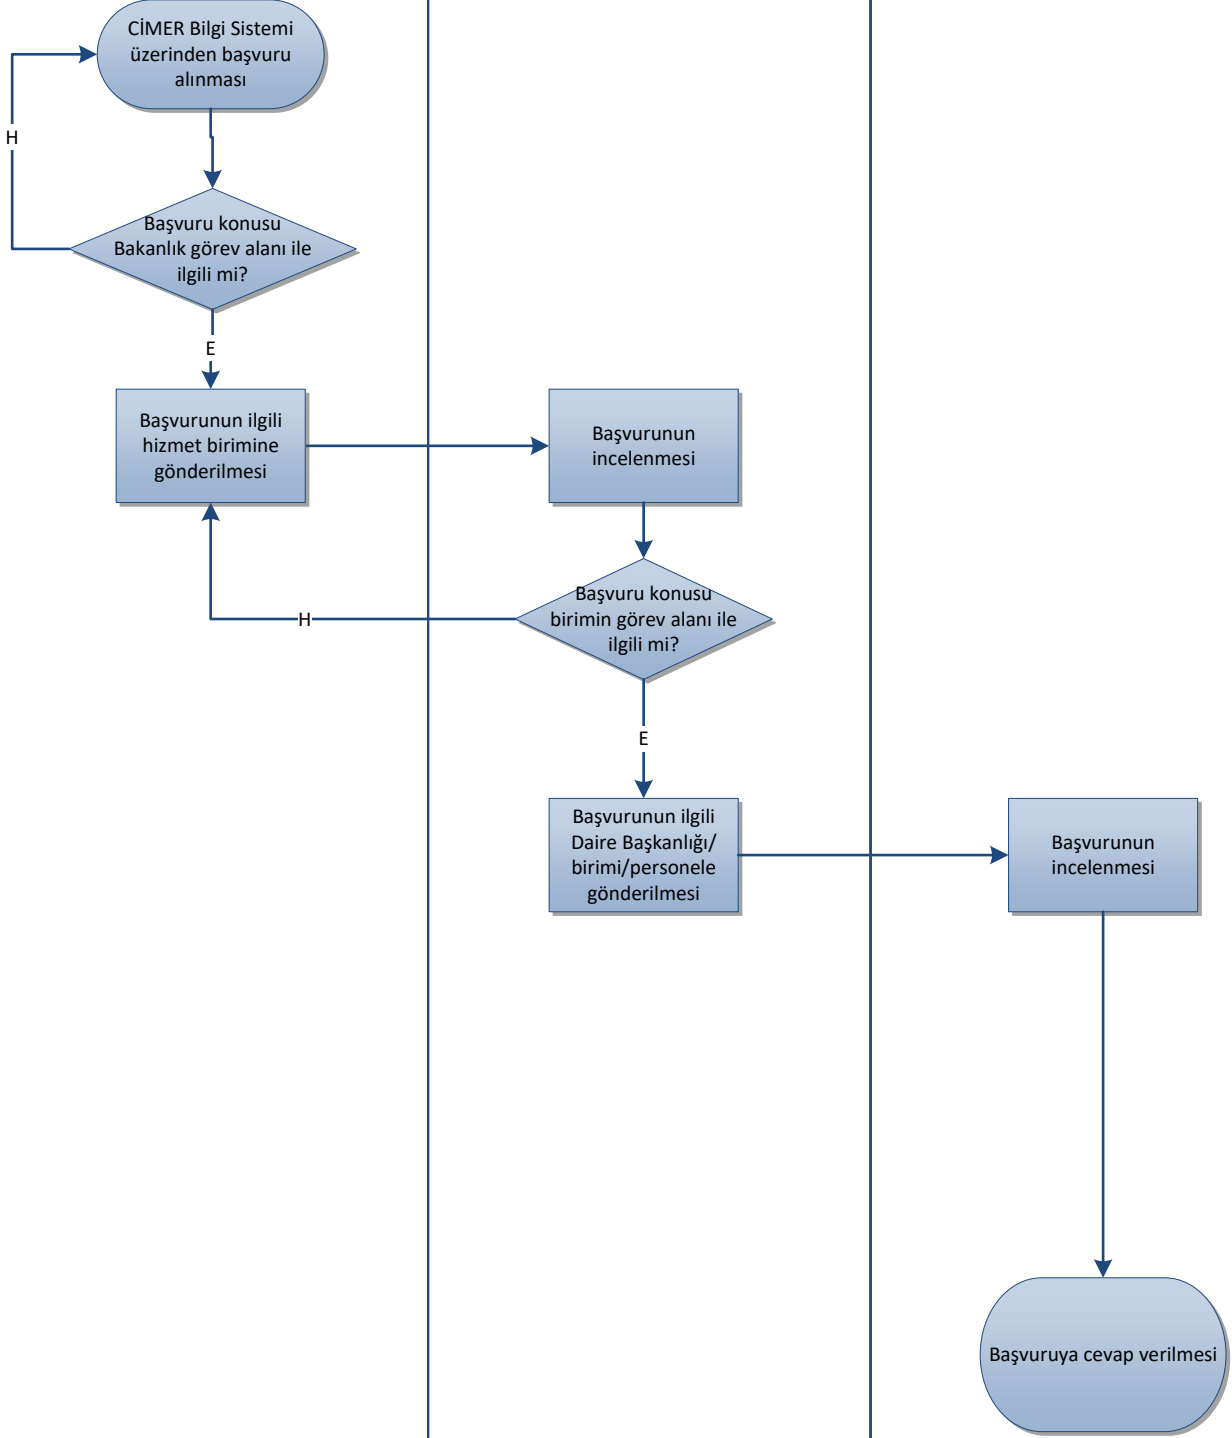 CİMER Bilgi Sistemi
üzerinden başvuru
alınması
H
Başvuru konusu
Bakanlık görev alanı ile
ilgili mi?
E
Başvurunun ilgili
hizmet birimine
gönderilmesi
Başvurunun
incelenmesi
Başvuru konusu
birimin görev alanı ile
ilgili mi?
H
E
Başvurunun ilgili
Daire Başkanlığı/
birimi/personele
gönderilmesi
Başvurunun
incelenmesi
Başvuruya cevap verilmesi